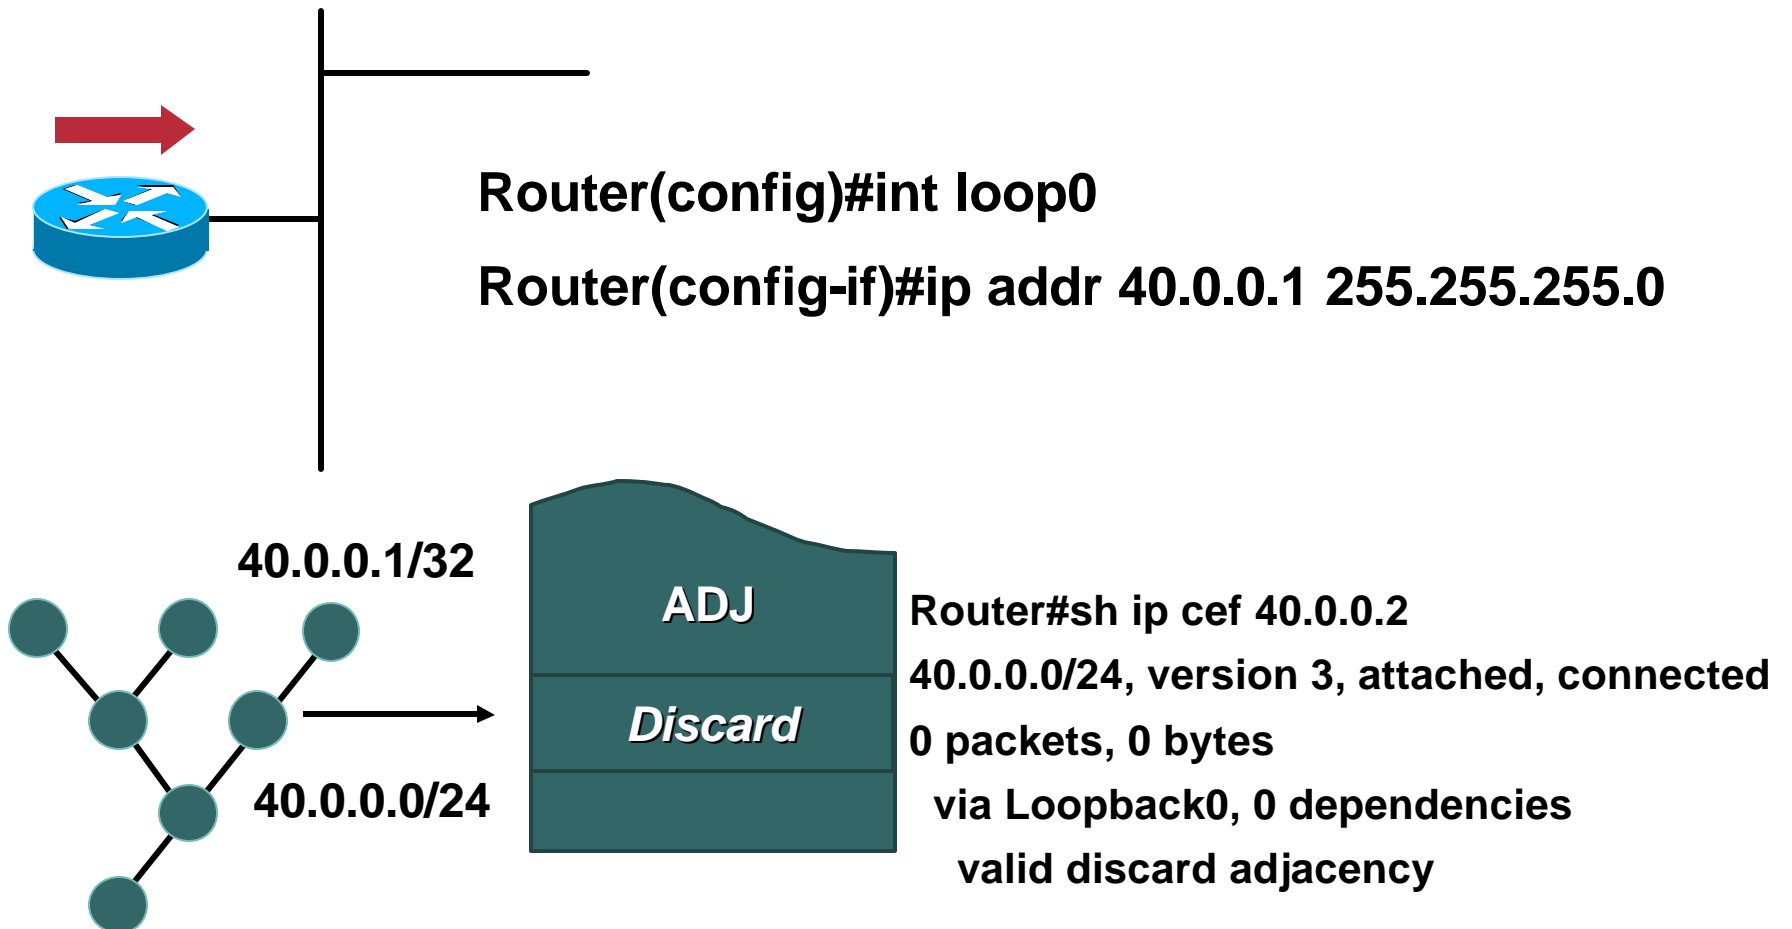 Router(config)#int loop0
Router(config-if)#ip addr 40.0.0.1 255.255.255.0
40.0.0.1/32
40.0.0.0/24
ADJ
Discard
Router#sh ip cef 40.0.0.2
40.0.0.0/24, version 3, attached, connected
0 packets, 0 bytes
via Loopback0, 0 dependencies
valid discard adjacency